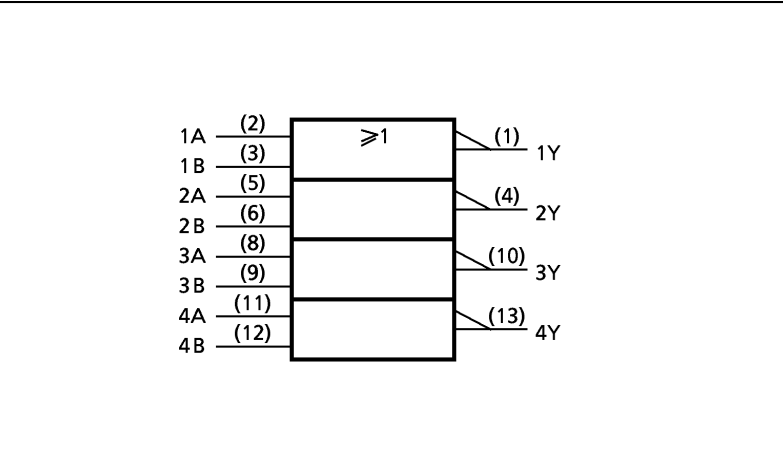 ⩾1
1A (2)
1B (3)
2A (5)
2B (6)
3A (8)
3B (9)
4A (11)
4B (12)
(1) 1Y
(4) 2Y
(10) 3Y
(13) 4Y